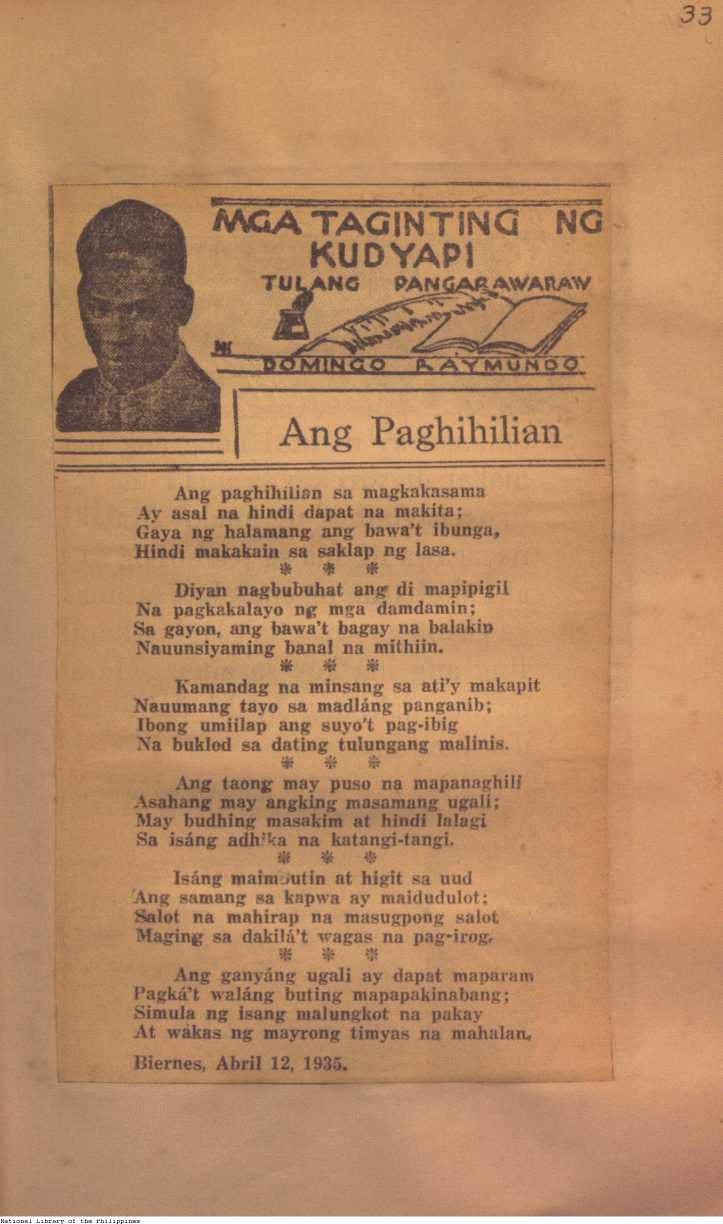 33
MGA TAGINTING NG
KUDYAPI
TULANG PANGARAWARAW
NI
DOMINGO RAYMUNDO
Ang Paghihilian
Ang paghihilian sa magkakasama
Ay asal na hindi dapat na makita;
Gaya ng halamang ang bawa't ibunga,
Hindi makakain sa saklap ng lasa.
* * *
Diyan nagbubuhat ang di mapipigil
Na pagkakalayo ng mga damdamin;
Sa gayon, ang bawa't bagay na balakin
Nauunsiyaming banal na mithiin.
* * *
Kamandag na minsang sa ati'y makapit
Nauumang tayo sa madláng panganib;
Ibong umiilap ang suyo't pag-ibig
Na buklod sa dating tulungang malinis.
* * *
Ang taong may puso na mapanaghili
Asahang may angking masamang ugali;
May budhing masakim at hindi lalagi
Sa isáng adhika na katangi-tangi.
* * *
Isáng maimbutin at higit sa uud
Ang samang sa kapwa ay maidudulot;
Salot na mahirap na masugpong salot
Maging sa dakilá't wagas na pag-irog.
* * *
Ang ganyáng ugali ay dapat maparam
Pagká't waláng buting mapapakinabang;
Simula ng isang malungkot na pakay
At wakas ng mayrong timyas na mahalan.
Biernes, Abril 12, 1935.
National Library of the Philippines